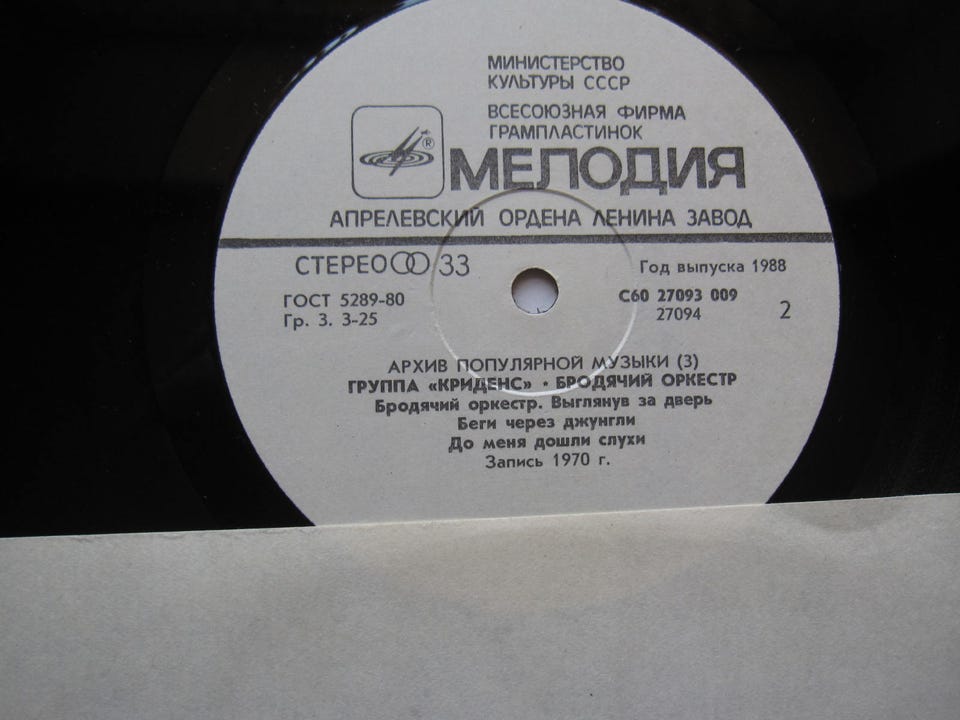 МИНИСТЕРСТВО
КУЛЬТУРЫ СССР
ВСЕСОЮЗНАЯ ФИРМА
ГРАМПЛАСТИНОК
®
МЕЛОДИЯ
АПРЕЛЕВСКИЙ ОРДЕНА ЛЕНИНА ЗАВОД
СТЕРЕО 33
Год выпуска 1988
ГОСТ 5289-80
С60 27093 009
Гр. 3. 3-25
27094
2
АРХИВ ПОПУЛЯРНОЙ МУЗЫКИ (3)
ГРУППА «КРИДЕНС» · БРОДЯЧИЙ ОРКЕСТР
Бродячий оркестр. Выглянув за дверь
Беги через джунгли
До меня дошли слухи
Запись 1970 г.